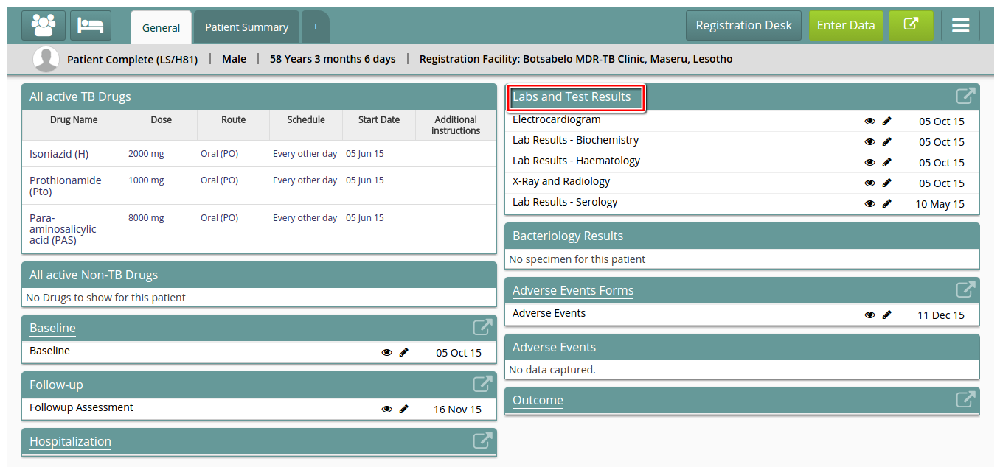 General
Patient Summary
+
Registration Desk
Enter Data
Patient Complete (LS/H81) | Male | 58 Years 3 months 6 days | Registration Facility: Botsabelo MDR-TB Clinic, Maseru, Lesotho
All active TB Drugs
Drug Name Dose Route Schedule Start Date Additional
instructions
Isoniazid (H) 2000 mg Oral (PO) Every other day 05 Jun 15
Prothionamide 1000 mg Oral (PO) Every other day 05 Jun 15
(Pto)
Para- 8000 mg Oral (PO) Every other day 05 Jun 15
aminosalicylic
acid (PAS)
All active Non-TB Drugs
No Drugs to show for this patient
Baseline
Baseline 05 Oct 15
Follow-up
Followup Assessment 16 Nov 15
Hospitalization
Labs and Test Results
Electrocardiogram 05 Oct 15
Lab Results - Biochemistry 05 Oct 15
Lab Results - Haematology 05 Oct 15
X-Ray and Radiology 05 Oct 15
Lab Results - Serology 10 May 15
Bacteriology Results
No specimen for this patient
Adverse Events Forms
Adverse Events 11 Dec 15
Adverse Events
No data captured.
Outcome